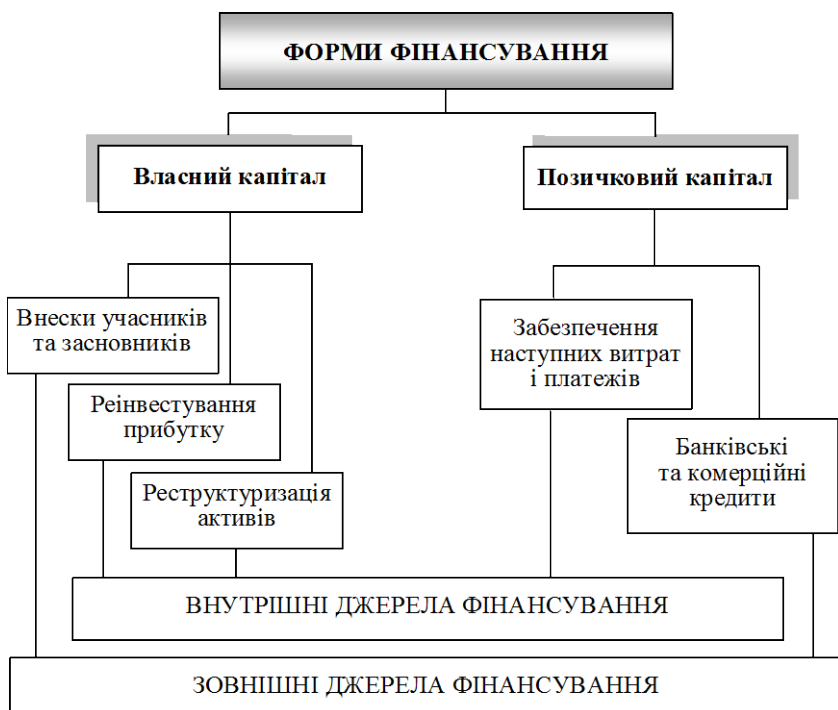 ФОРМИ ФІНАНСУВАННЯ
Власний капітал
Позичковий капітал
Внески учасників
та засновників
Забезпечення
наступних витрат
і платежів
Реінвестування
прибутку
Банківські
та комерційні
кредити
Реструктуризація
активів
ВНУТРІШНІ ДЖЕРЕЛА ФІНАНСУВАННЯ
ЗОВНІШНІ ДЖЕРЕЛА ФІНАНСУВАННЯ